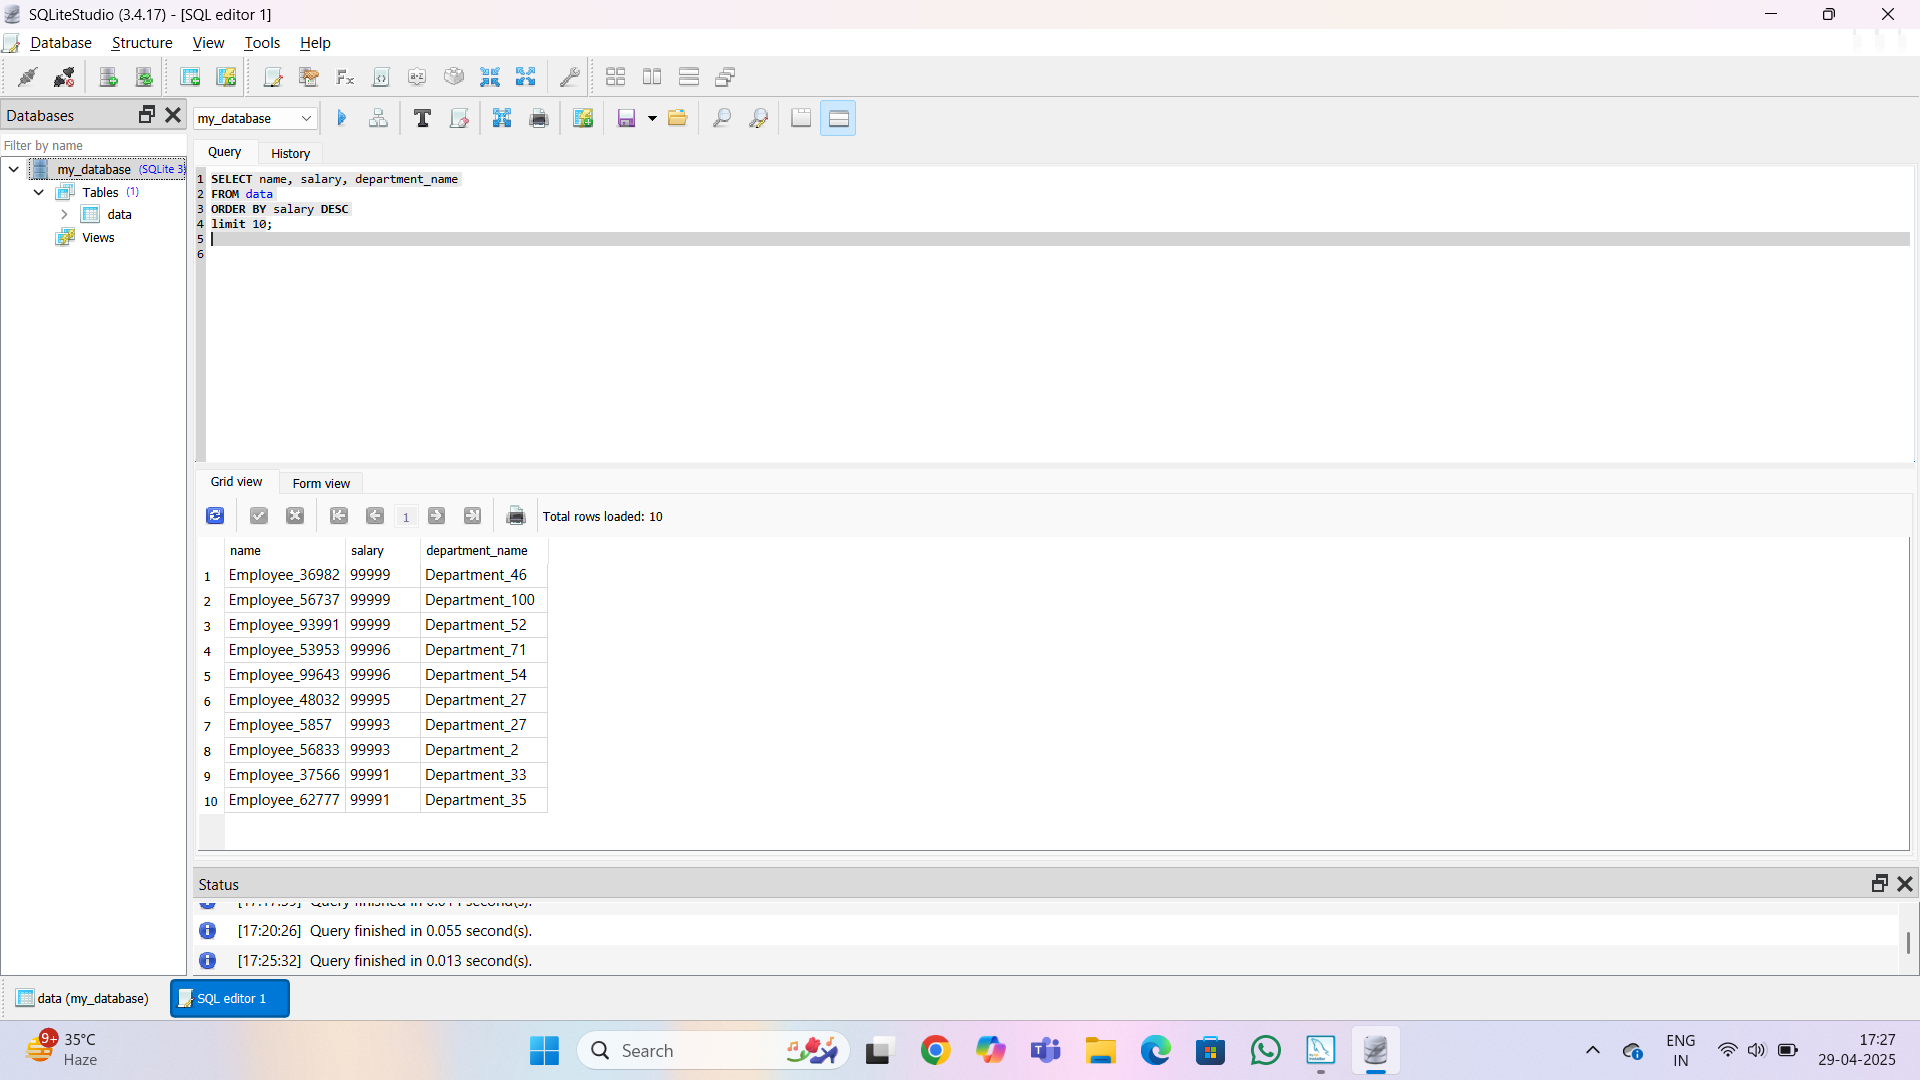 SQLiteStudio (3.4.17) - [SQL editor 1]
Database Structure View Tools Help
Databases
my_database
Filter by name
Query History
my_database (SQLite 3)
Tables (1)
data
Views
1 SELECT name, salary, department_name
2 FROM data
3 ORDER BY salary DESC
4 limit 10;
5
6
Grid view Form view
1 Total rows loaded: 10
name salary department_name
1 Employee_36982 99999 Department_46
2 Employee_56737 99999 Department_100
3 Employee_93991 99999 Department_52
4 Employee_53953 99996 Department_71
5 Employee_99643 99996 Department_54
6 Employee_48032 99995 Department_27
7 Employee_5857 99993 Department_27
8 Employee_56833 99993 Department_2
9 Employee_37566 99991 Department_33
10 Employee_62777 99991 Department_35
Status
Query finished in
[17:20:26] Query finished in 0.055 second(s).
[17:25:32] Query finished in 0.013 second(s).
data (my_database) SQL editor 1
9+ 35°C
Haze
Search
ENG
IN
17:27
29-04-2025